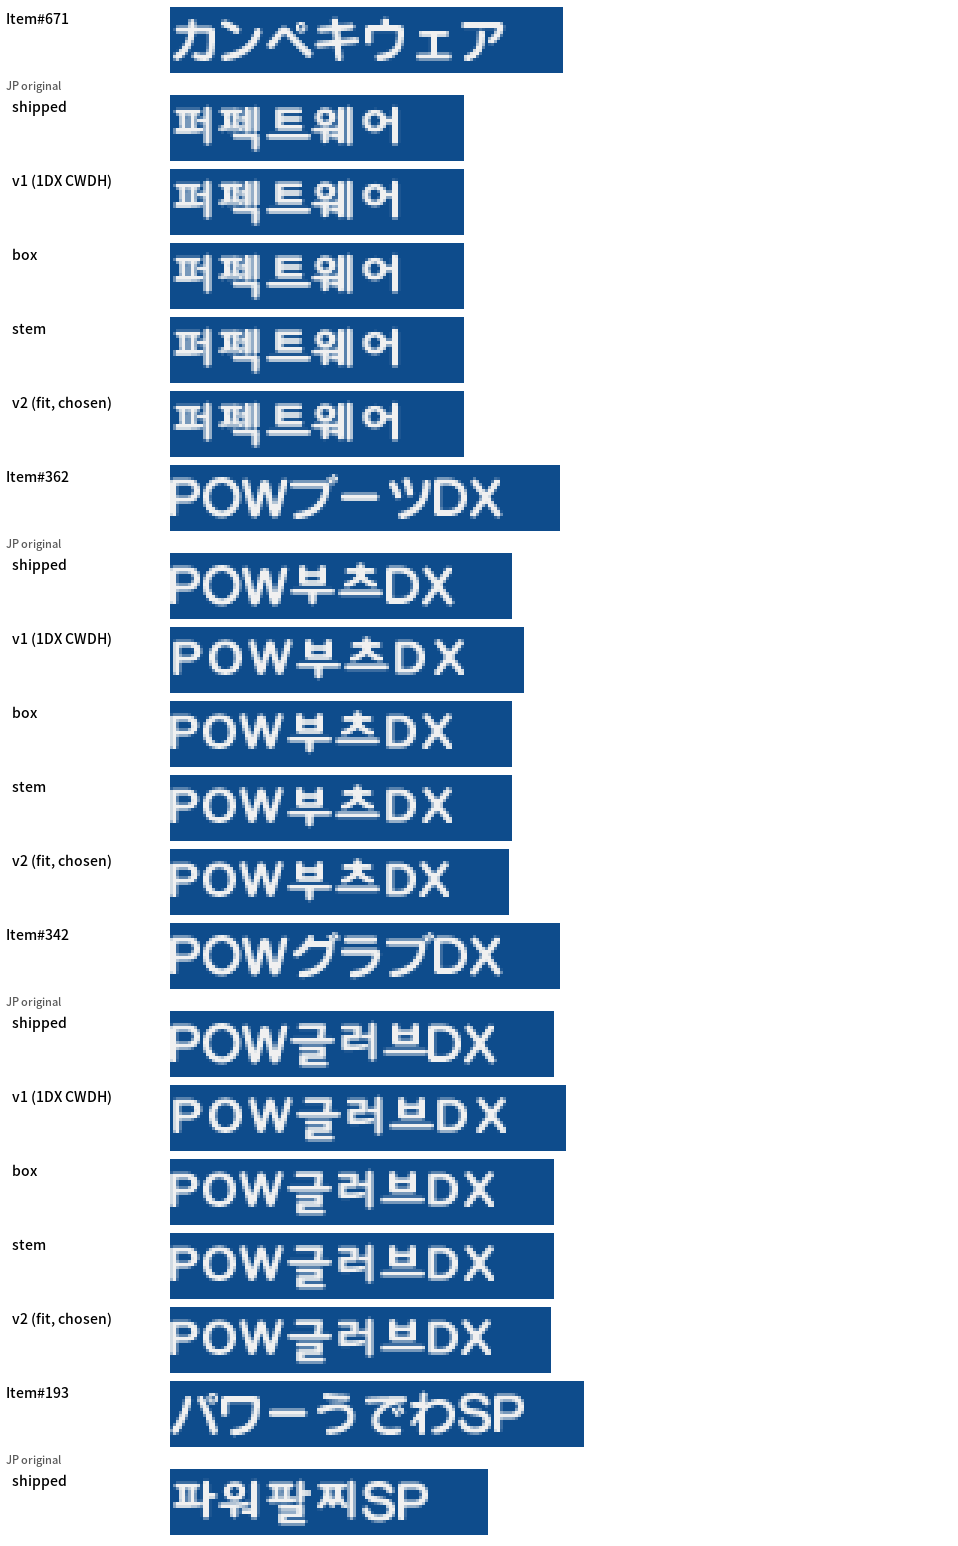 Item#671
カンペキウェア
JP original
shipped
퍼펙트웨어
v1 (1DX CWDH)
퍼펙트웨어
box
퍼펙트웨어
stem
퍼펙트웨어
v2 (fit, chosen)
퍼펙트웨어
Item#362
POWブーツDX
JP original
shipped
POW부츠DX
v1 (1DX CWDH)
POW부츠DX
box
POW부츠DX
stem
POW부츠DX
v2 (fit, chosen)
POW부츠DX
Item#342
POWグラブDX
JP original
shipped
POW글러브DX
v1 (1DX CWDH)
POW글러브DX
box
POW글러브DX
stem
POW글러브DX
v2 (fit, chosen)
POW글러브DX
Item#193
パワーうでわSP
JP original
shipped
파워팔찌SP